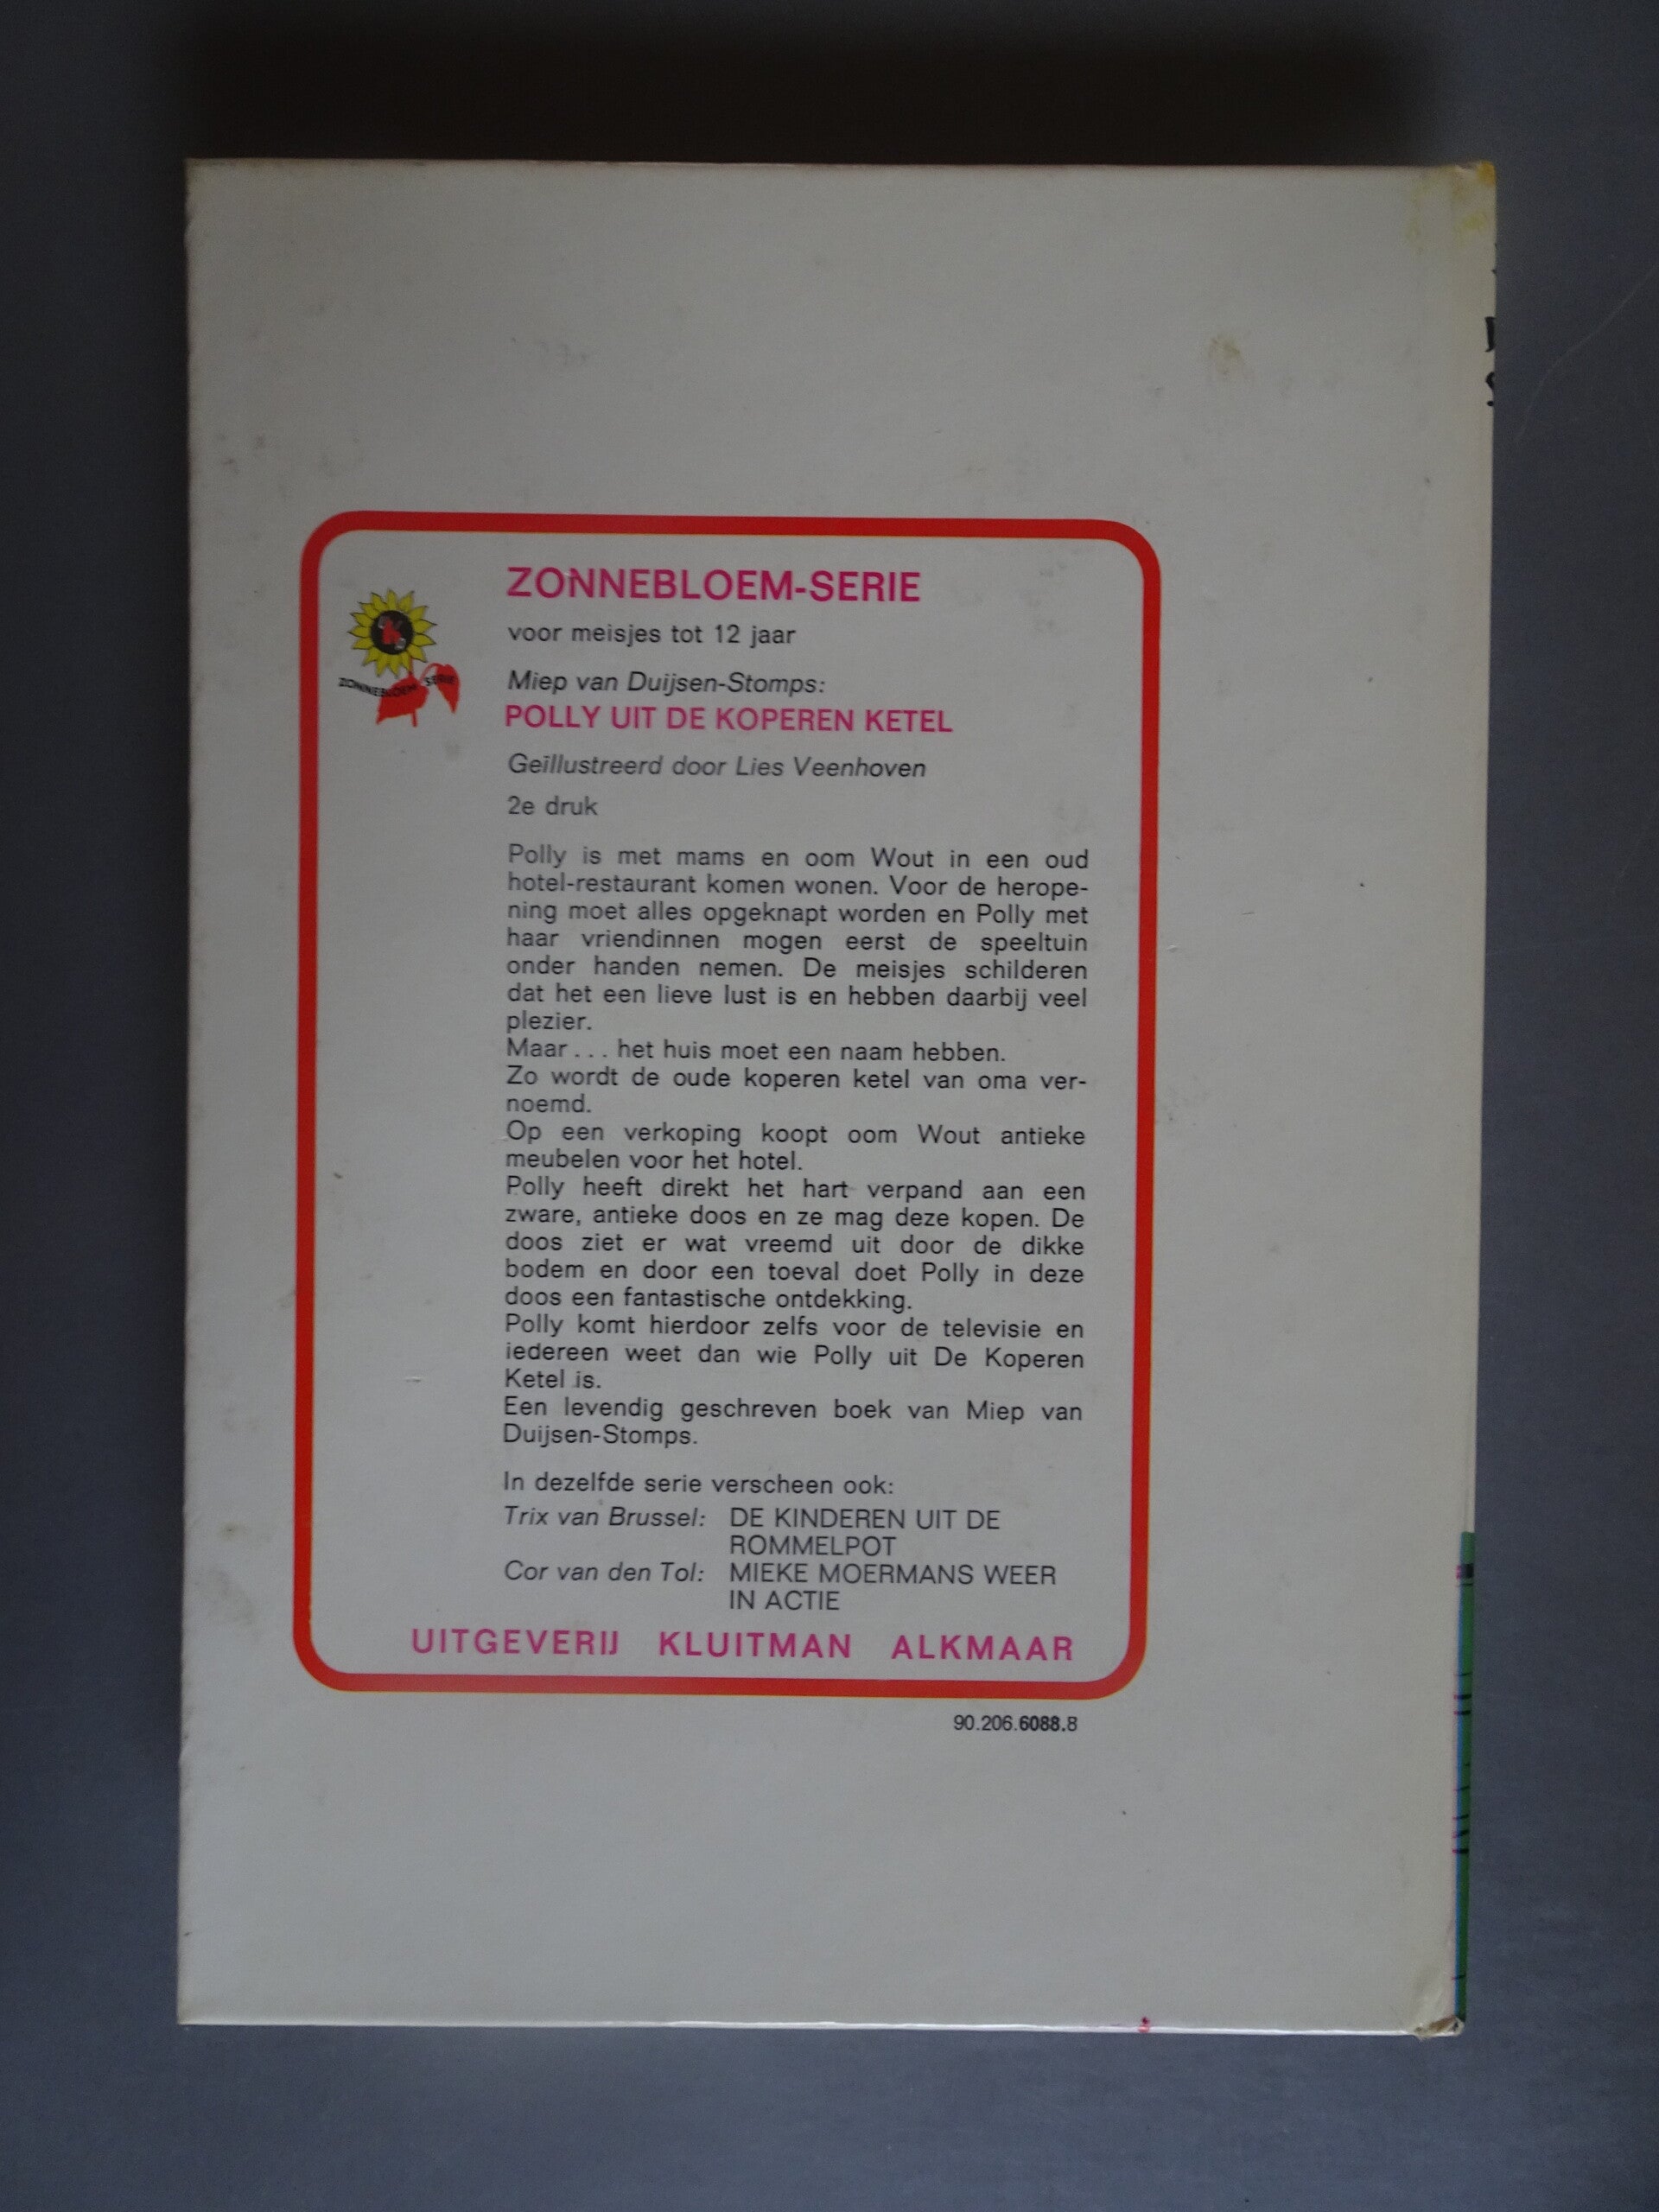 ZONNEBLOEM-SERIE
voor meisjes tot 12 jaar
ZONNEBLOEM SERIE
Miep van Duijsen-Stomps:
POLLY UIT DE KOPEREN KETEL
Geïllustreerd door Lies Veenhoven
2e druk
Polly is met mams en oom Wout in een oud
hotel-restaurant komen wonen. Voor de herope-
ning moet alles opgeknapt worden en Polly met
haar vriendinnen mogen eerst de speeltuin
onder handen nemen. De meisjes schilderen
dat het een lieve lust is en hebben daarbij veel
plezier.
Maar... het huis moet een naam hebben.
Zo wordt de oude koperen ketel van oma ver-
noemd.
Op een verkoping koopt oom Wout antieke
meubelen voor het hotel.
Polly heeft direkt het hart verpand aan een
zware, antieke doos en ze mag deze kopen. De
doos ziet er wat vreemd uit door de dikke
bodem en door een toeval doet Polly in deze
doos een fantastische ontdekking.
Polly komt hierdoor zelfs voor de televisie en
iedereen weet dan wie Polly uit De Koperen
Ketel is.
Een levendig geschreven boek van Miep van
Duijsen-Stomps.
In dezelfde serie verscheen ook:
Trix van Brussel: DE KINDEREN UIT DE
ROMMELPOT
Cor van den Tol: MIEKE MOERMANS WEER
IN ACTIE
UITGEVERIJ KLUITMAN ALKMAAR
90.206.6088.8